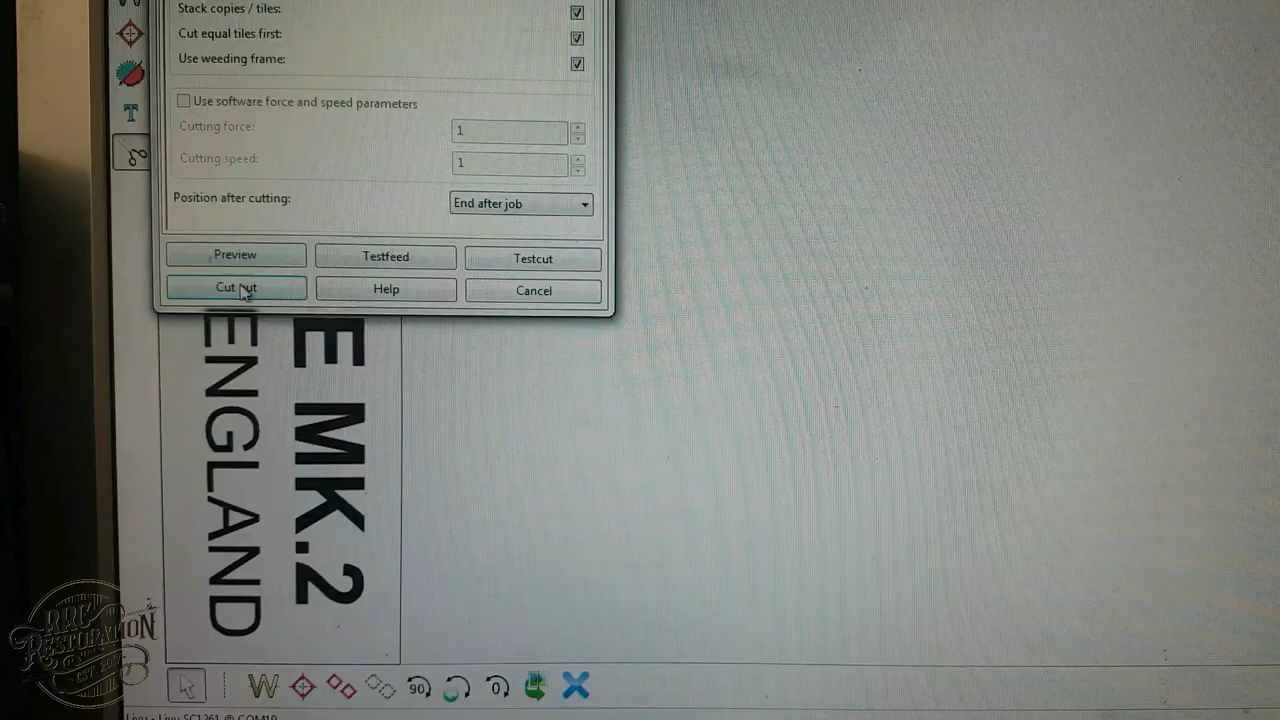 Stack copies / tiles:
Cut equal tiles first:
Use weeding frame:
Use software force and speed parameters
Cutting force:
1
Cutting speed:
1
Position after cutting:
End after job
Preview
Testfeed
Testcut
Cut out
Help
Cancel
E MK.2
ENGLAND
RESTORATION
90
0